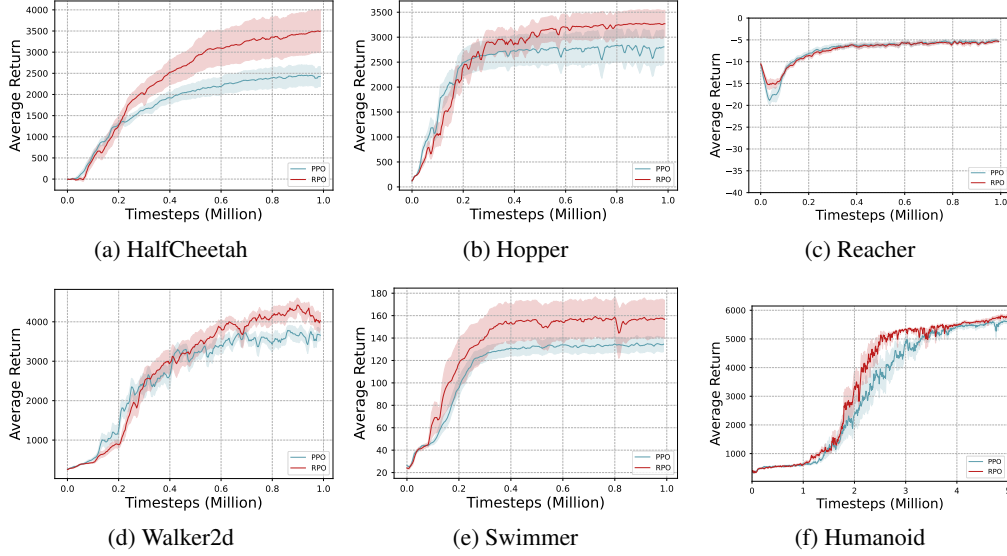 4000
3500
3000
2500
2000
1500
1000
500
0
Average Return
0.0 0.2 0.4 0.6 0.8 1.0
Timesteps (Million)
PPO
RPO
(a) HalfCheetah
3500
3000
2500
2000
1500
1000
500
0
Average Return
0.0 0.2 0.4 0.6 0.8 1.0
Timesteps (Million)
PPO
RPO
(b) Hopper
0
−5
−10
−15
−20
−25
−30
−35
−40
Average Return
0.0 0.2 0.4 0.6 0.8 1.0
Timesteps (Million)
PPO
RPO
(c) Reacher
4000
3000
2000
1000
Average Return
0.0 0.2 0.4 0.6 0.8 1.0
Timesteps (Million)
PPO
RPO
(d) Walker2d
180
160
140
120
100
80
60
40
20
Average Return
0.0 0.2 0.4 0.6 0.8 1.0
Timesteps (Million)
PPO
RPO
(e) Swimmer
6000
5000
4000
3000
2000
1000
Average Return
0 1 2 3 4 5
Timesteps (Million)
PPO
RPO
(f) Humanoid